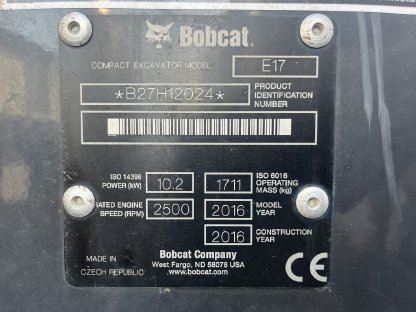 Bobcat.
COMPACT EXCAVATOR MODEL E17
*B27H12024* PRODUCT IDENTIFICATION NUMBER
ISO 14396 POWER (kW) 10.2 1711 ISO 6016 OPERATING MASS (kg)
RATED ENGINE SPEED (RPM) 2500 2016 MODEL YEAR
2016 CONSTRUCTION YEAR
MADE IN CZECH REPUBLIC
Bobcat Company
West Fargo, ND 58078 USA
www.bobcat.com
CE